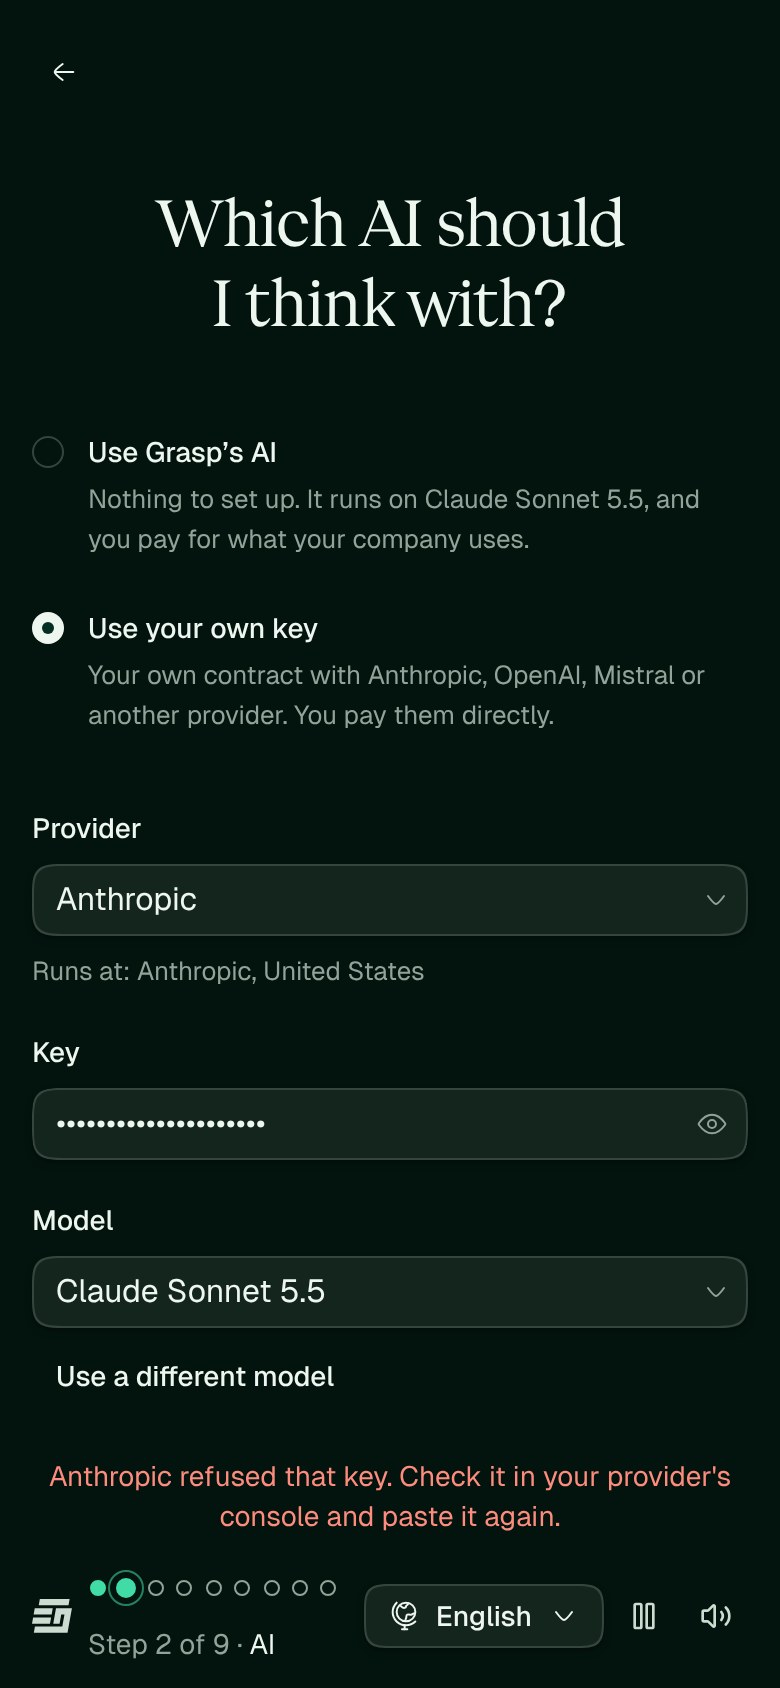 Which AI should
I think with?
Use Grasp’s AI
Nothing to set up. It runs on Claude Sonnet 5.5, and
you pay for what your company uses.
Use your own key
Your own contract with Anthropic, OpenAI, Mistral or
another provider. You pay them directly.
Provider
Anthropic
Runs at: Anthropic, United States
Key
•••••••••••••••••••••
Model
Claude Sonnet 5.5
Use a different model
Anthropic refused that key. Check it in your provider's
console and paste it again.
Step 2 of 9 · AI
English